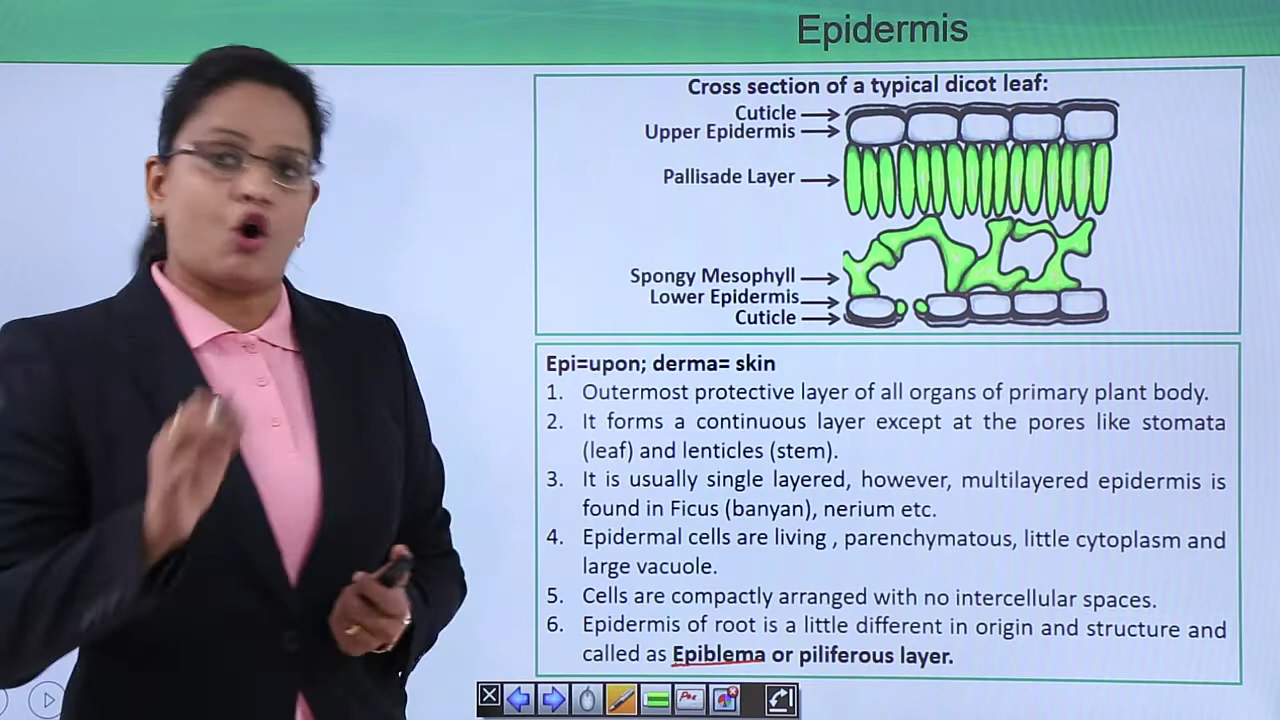 Epidermis
Cross section of a typical dicot leaf:
Cuticle
Upper Epidermis
Pallisade Layer
Spongy Mesophyll
Lower Epidermis
Cuticle
Epi=upon; derma= skin
1. Outermost protective layer of all organs of primary plant body.
2. It forms a continuous layer except at the pores like stomata
(leaf) and lenticles (stem).
3. It is usually single layered, however, multilayered epidermis is
found in Ficus (banyan), nerium etc.
4. Epidermal cells are living , parenchymatous, little cytoplasm and
large vacuole.
5. Cells are compactly arranged with no intercellular spaces.
6. Epidermis of root is a little different in origin and structure and
called as Epiblema or piliferous layer.